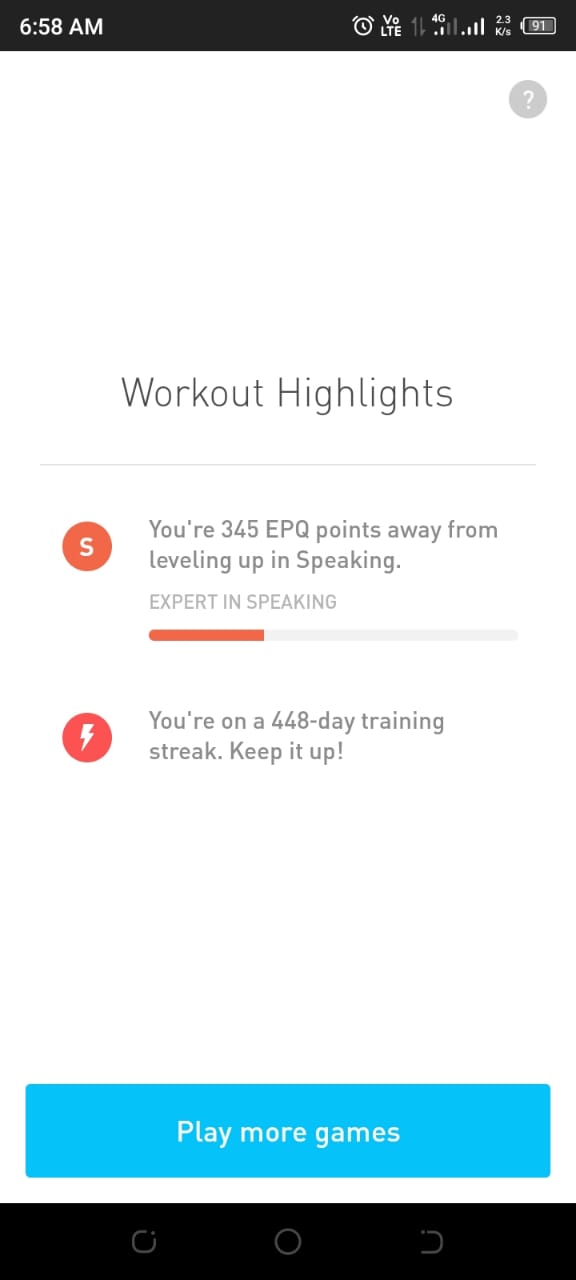 6:58 AM
Vo LTE 4G 2.3 K/s 91
?
Workout Highlights
S
You're 345 EPQ points away from
leveling up in Speaking.
EXPERT IN SPEAKING
You're on a 448-day training
streak. Keep it up!
Play more games